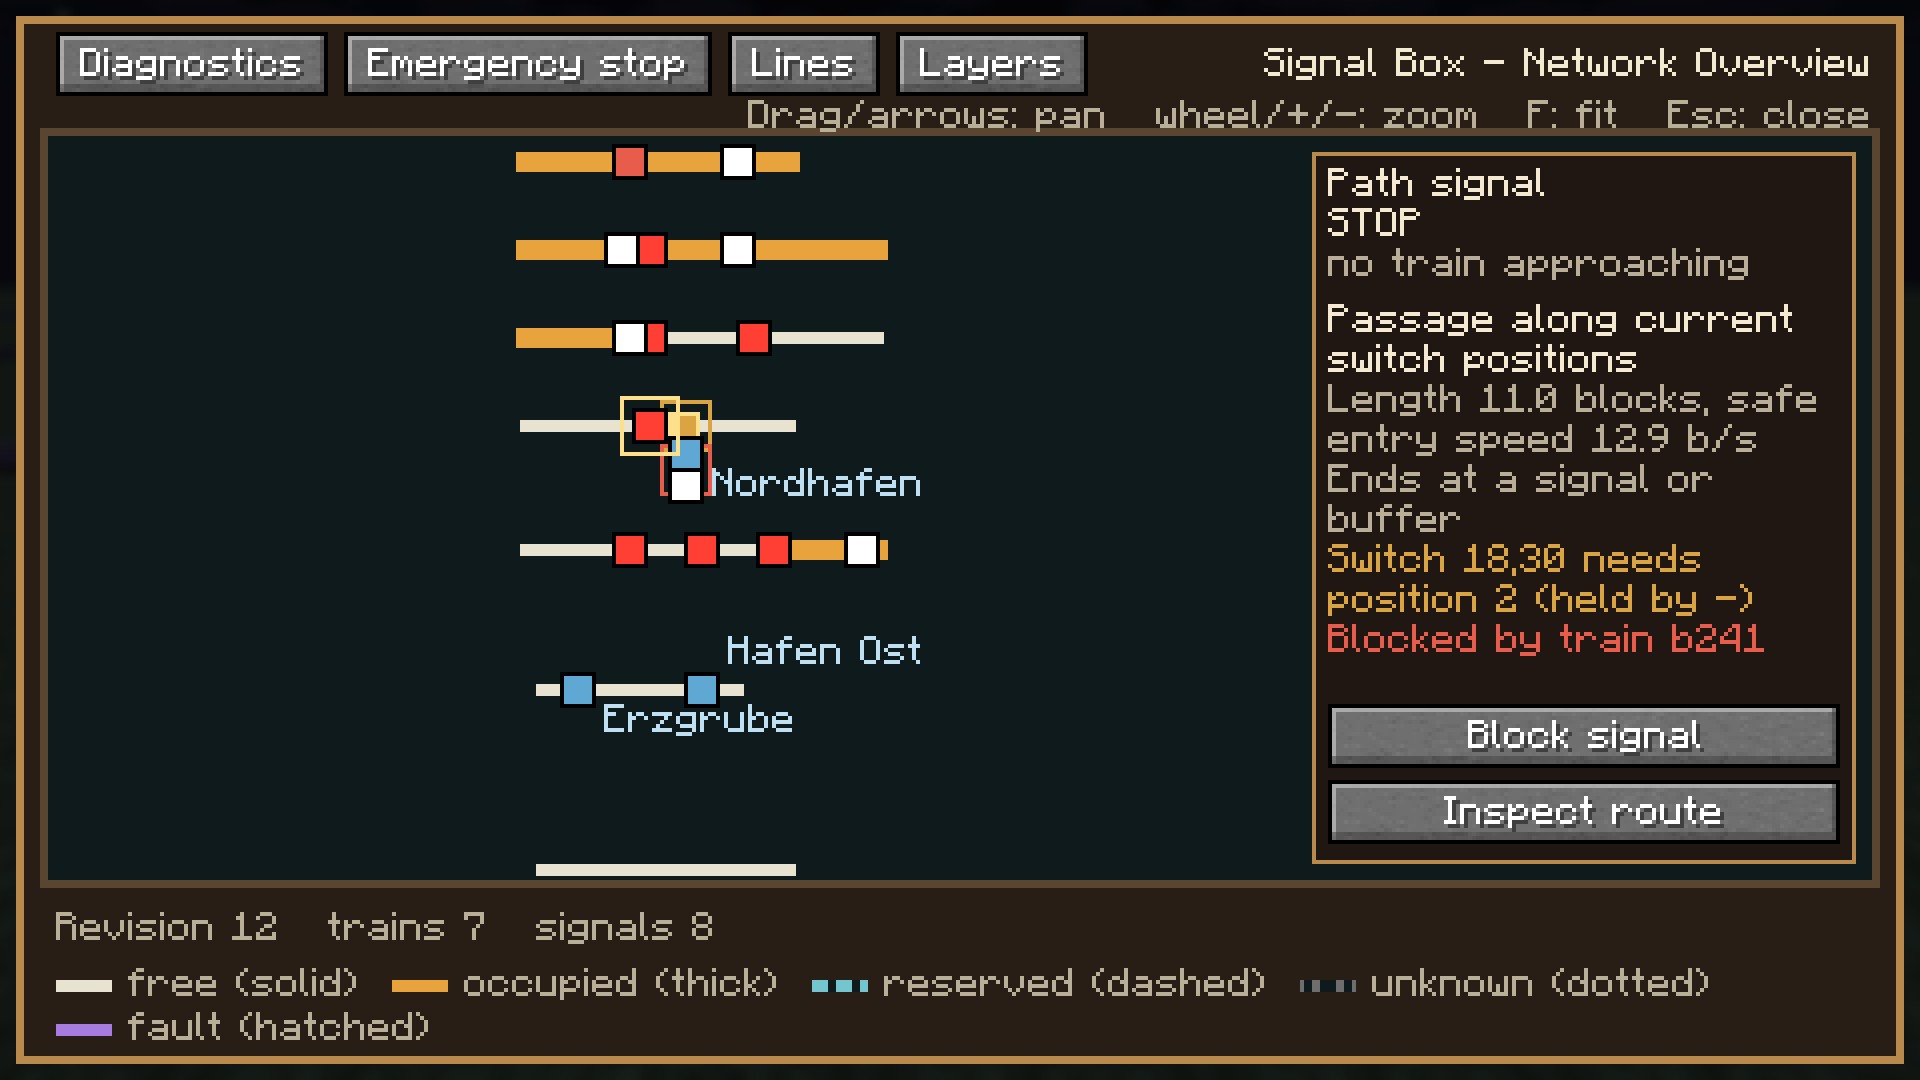 Diagnostics Emergency stop Lines Layers Signal Box - Network Overview
Drag/arrows: pan wheel/+/-: zoom F: fit Esc: close
Path signal
STOP
no train approaching
Passage along current
switch positions
Length 11.0 blocks, safe
entry speed 12.9 b/s
Ends at a signal or
buffer
Switch 18,30 needs
position 2 (held by -)
Blocked by train b241
Block signal
Inspect route
Nordhafen
Hafen Ost
Erzgrube
Revision 12 trains 7 signals 8
free (solid) occupied (thick) reserved (dashed) unknown (dotted)
fault (hatched)